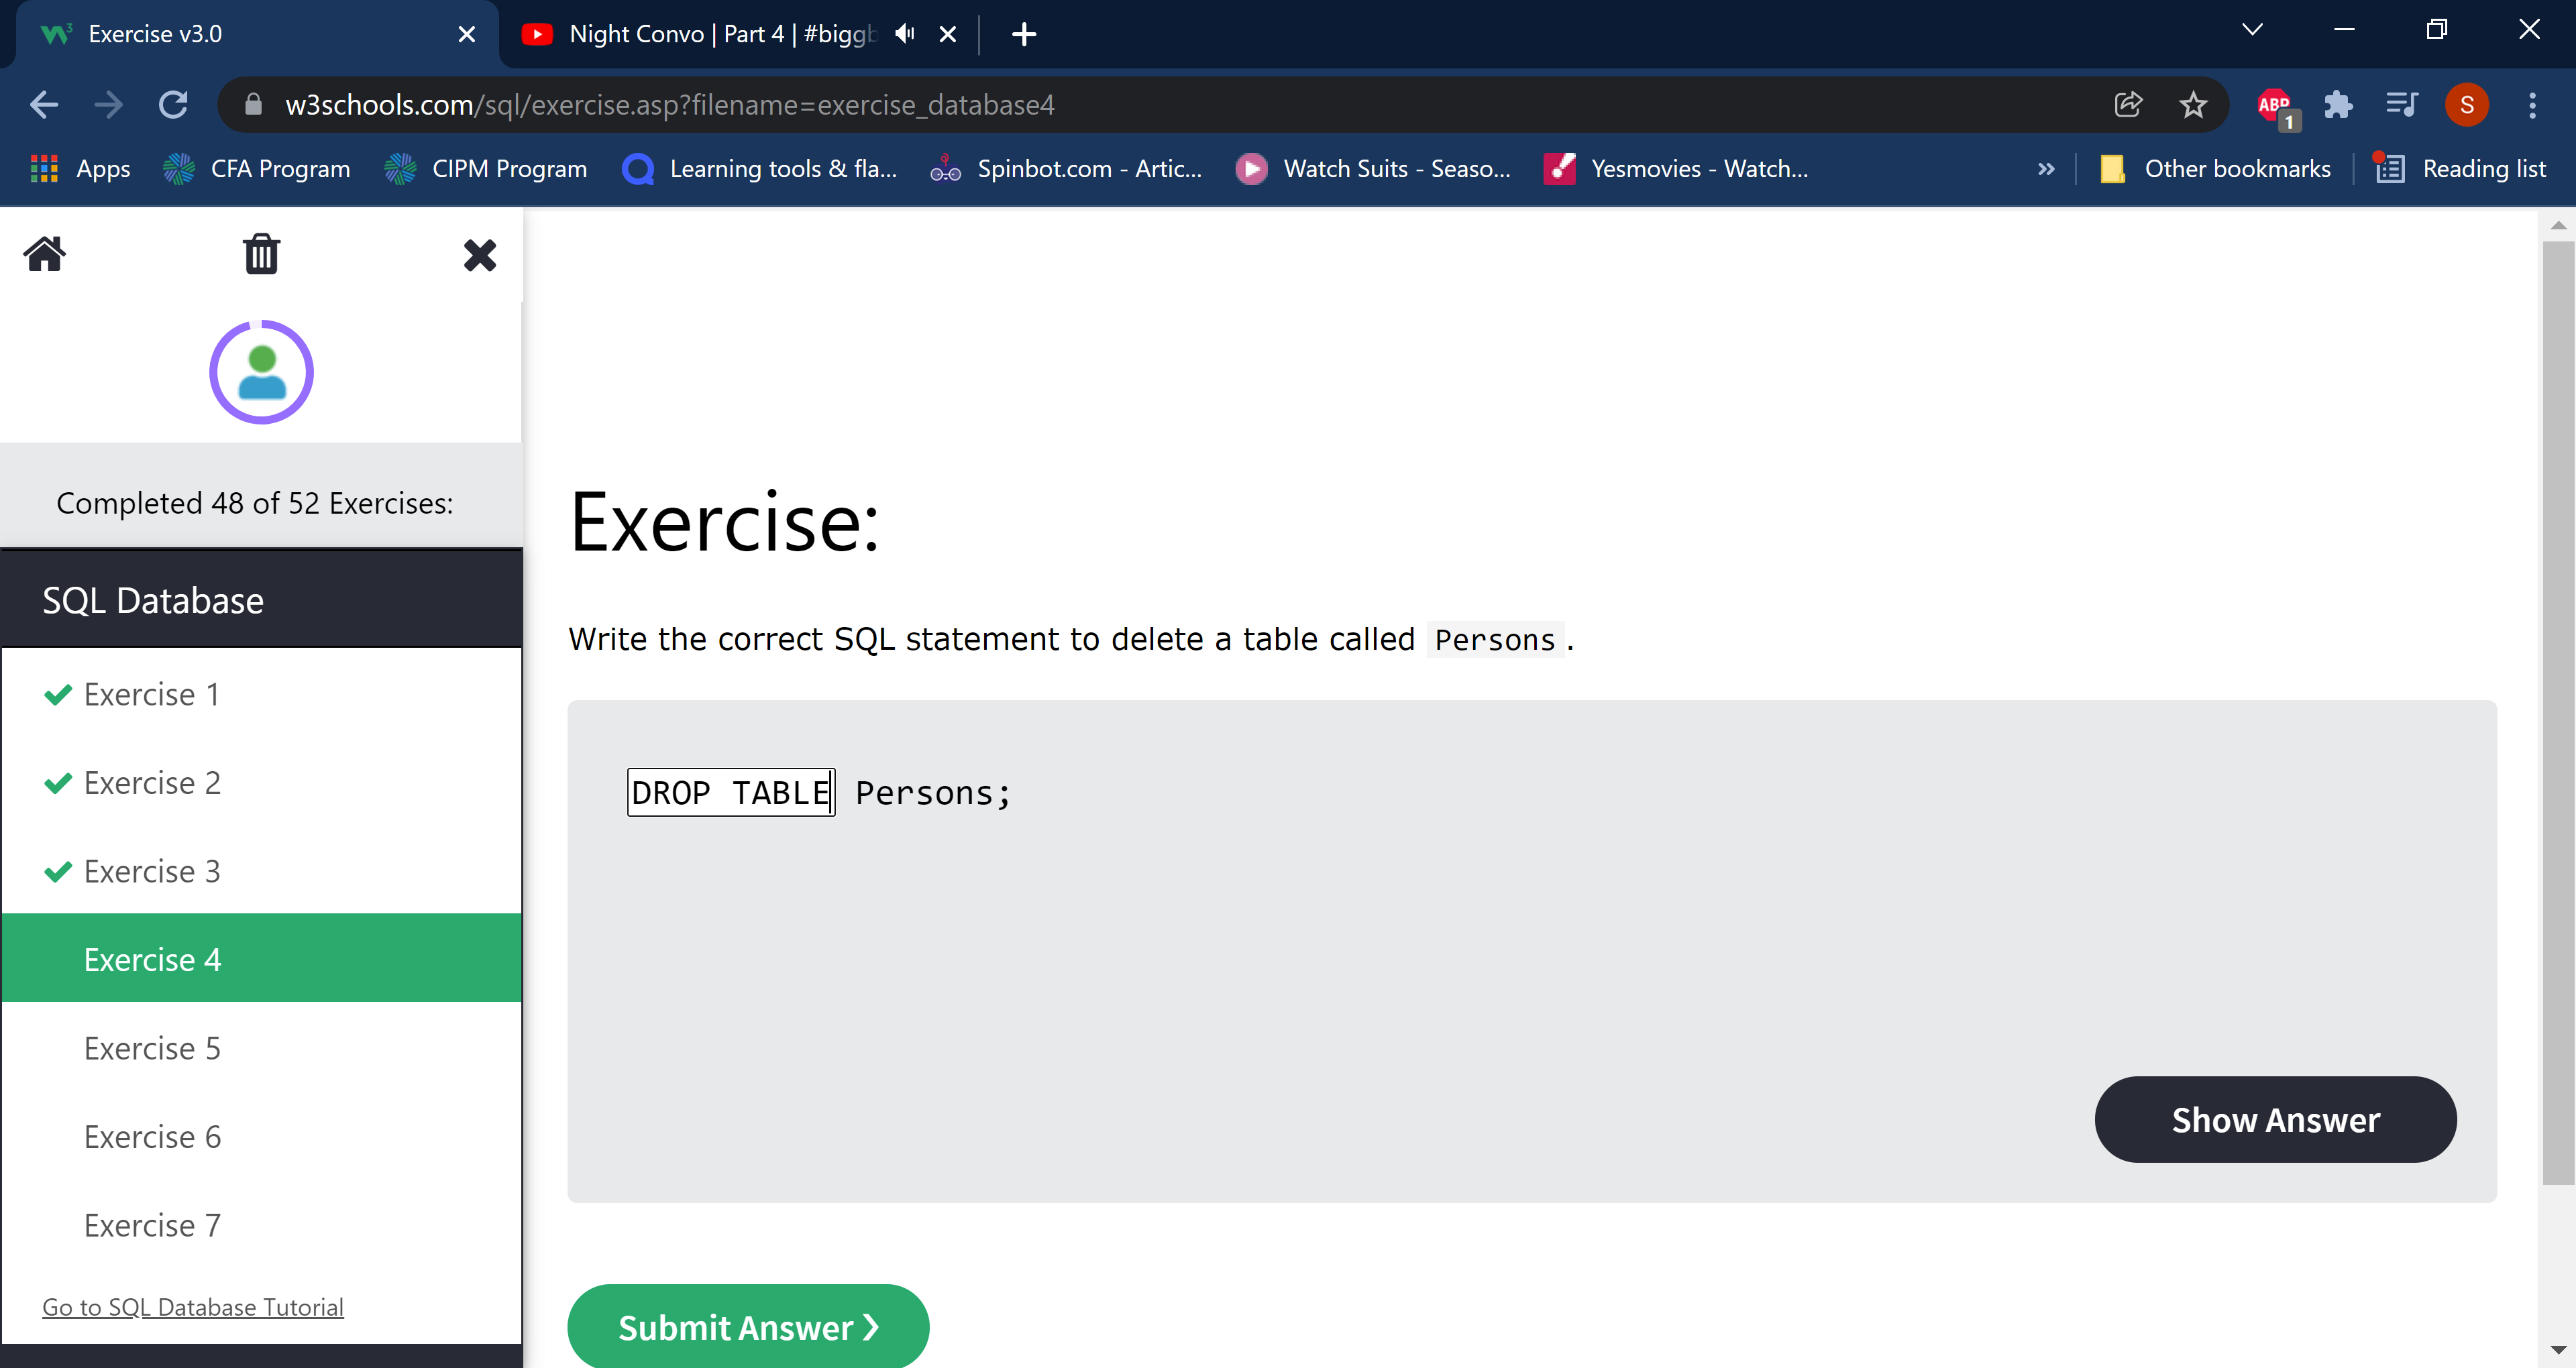 Exercise v3.0
Night Convo | Part 4 | #biggb
w3schools.com/sql/exercise.asp?filename=exercise_database4
ABP
1
S
Apps
CFA Program
CIPM Program
Learning tools & fla...
Spinbot.com - Artic...
Watch Suits - Seaso...
Yesmovies - Watch...
»
Other bookmarks
Reading list
Completed 48 of 52 Exercises:
SQL Database
Exercise 1
Exercise 2
Exercise 3
Exercise 4
Exercise 5
Exercise 6
Exercise 7
Go to SQL Database Tutorial
Exercise:
Write the correct SQL statement to delete a table called Persons.
DROP TABLE Persons;
Show Answer
Submit Answer ❯